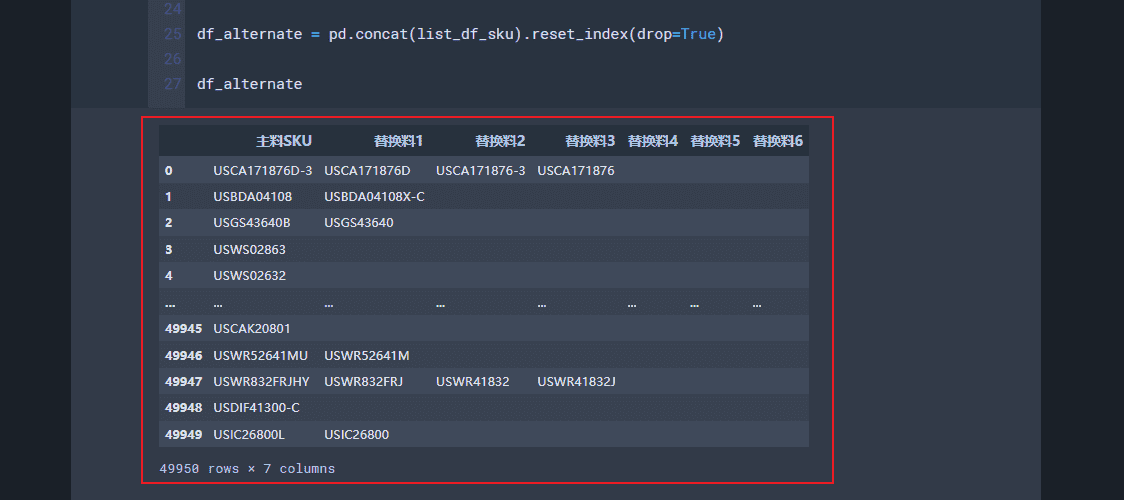 24
25 df_alternate = pd.concat(list_df_sku).reset_index(drop=True)
26
27 df_alternate
主料SKU 替换料1 替换料2 替换料3 替换料4 替换料5 替换料6
0 USCA171876D-3 USCA171876D USCA171876-3 USCA171876
1 USBDA04108 USBDA04108X-C
2 USGS43640B USGS43640
3 USWS02863
4 USWS02632
... ... ... ... ... ... ... ...
49945 USCAK20801
49946 USWR52641MU USWR52641M
49947 USWR832FRJHY USWR832FRJ USWR41832 USWR41832J
49948 USDIF41300-C
49949 USIC26800L USIC26800
49950 rows × 7 columns